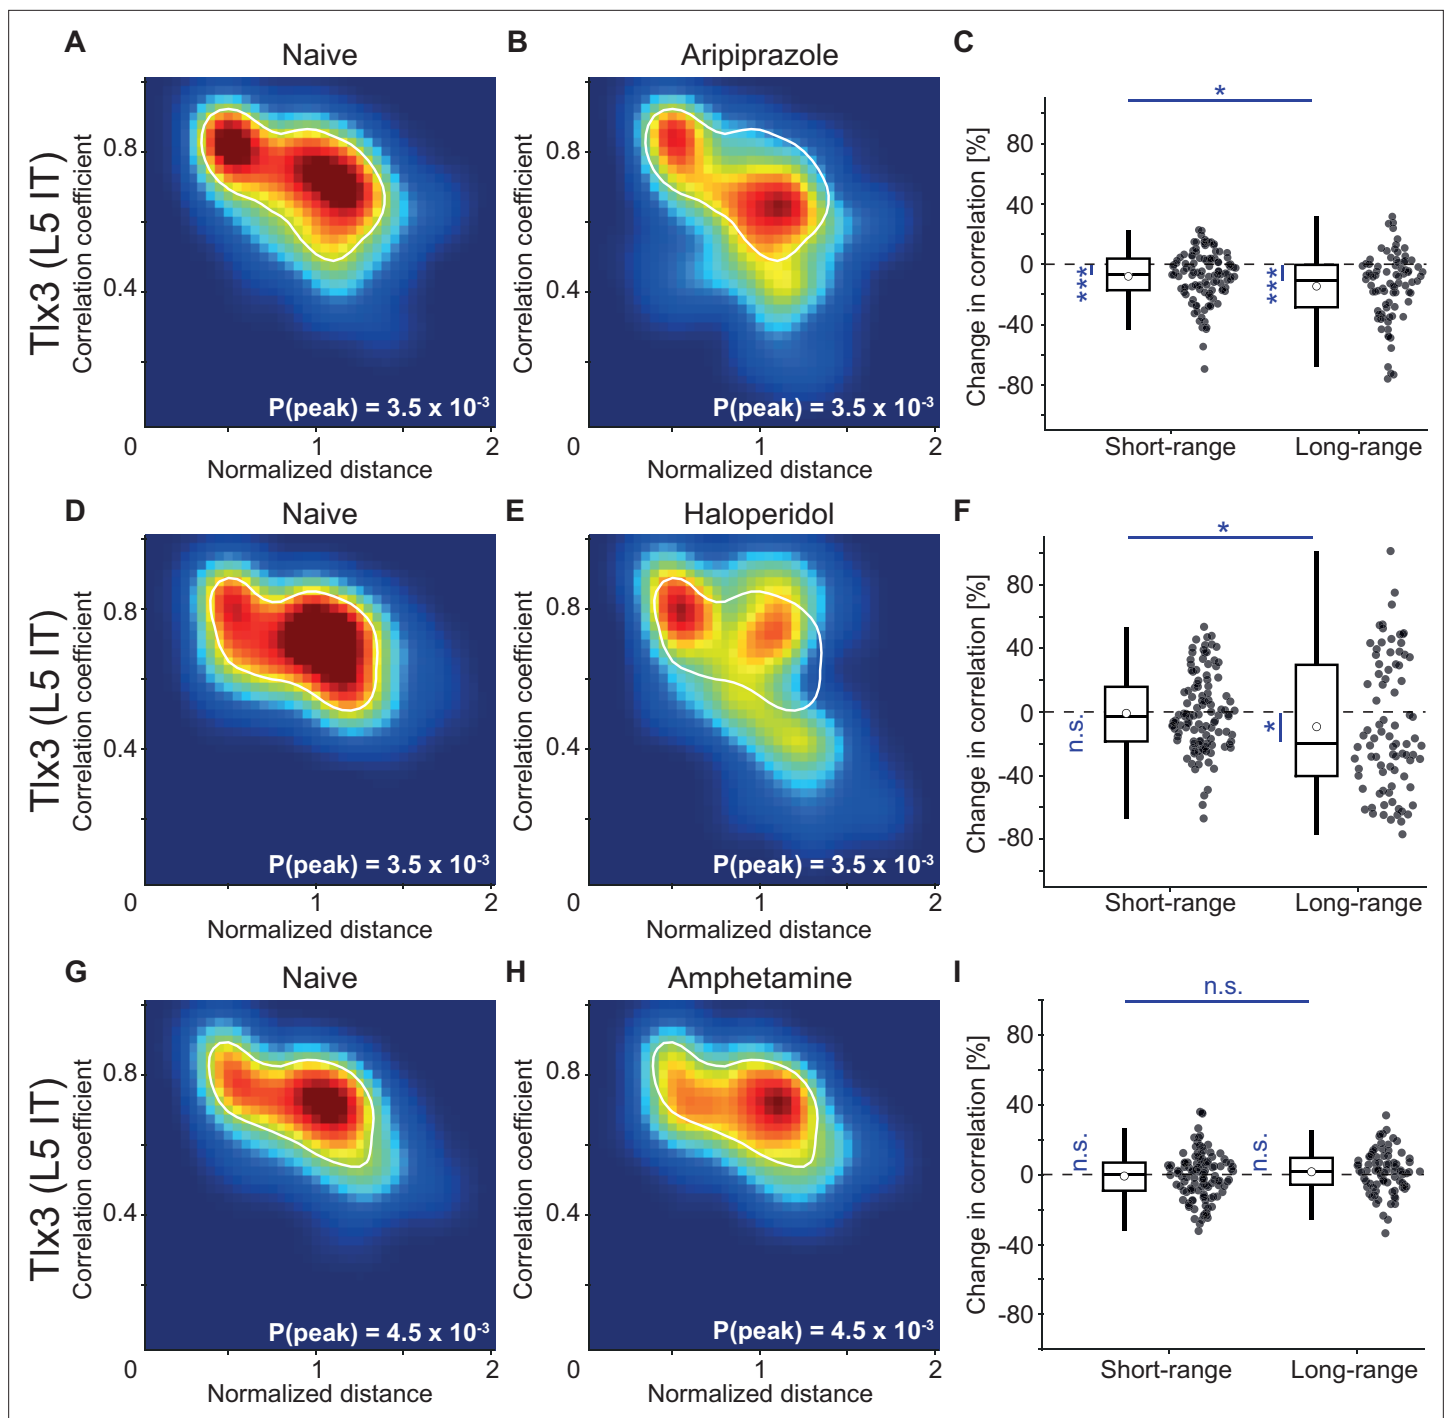 A
Naive
B
Aripiprazole
C
Tlx3 (L5 IT)
Correlation coefficient
0.8
0.4
P(peak) = 3.5 x 10-3
0
1
2
Normalized distance
Correlation coefficient
0.8
0.4
P(peak) = 3.5 x 10-3
0
1
2
Normalized distance
Change in correlation [%]
80
40
0
-40
-80
*
***
***
Short-range
Long-range
D
Naive
E
Haloperidol
F
Tlx3 (L5 IT)
Correlation coefficient
0.8
0.4
P(peak) = 3.5 x 10-3
0
1
2
Normalized distance
Correlation coefficient
0.8
0.4
P(peak) = 3.5 x 10-3
0
1
2
Normalized distance
Change in correlation [%]
80
40
0
-40
-80
*
n.s.
*
Short-range
Long-range
G
Naive
H
Amphetamine
I
Tlx3 (L5 IT)
Correlation coefficient
0.8
0.4
P(peak) = 4.5 x 10-3
0
1
2
Normalized distance
Correlation coefficient
0.8
0.4
P(peak) = 4.5 x 10-3
0
1
2
Normalized distance
Change in correlation [%]
80
40
0
-40
-80
n.s.
n.s.
n.s.
Short-range
Long-range